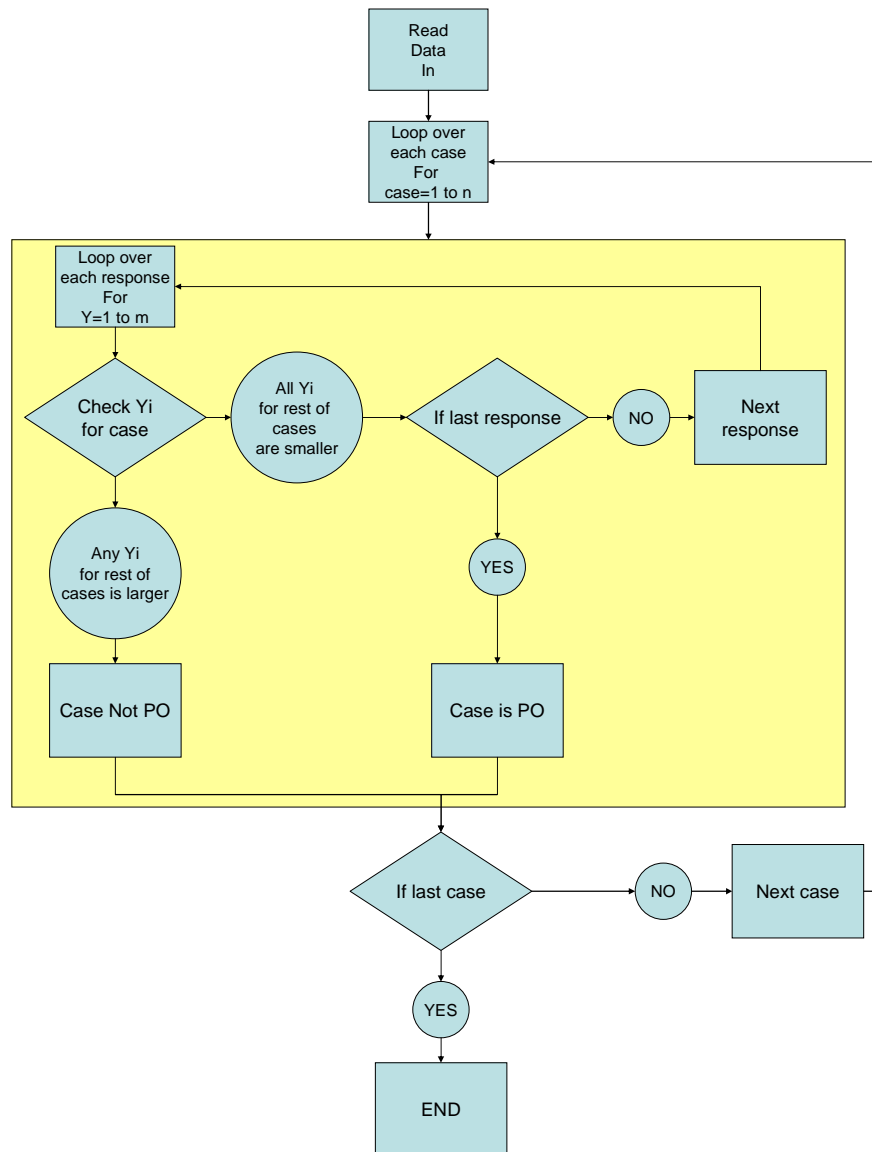 Read
Data
In
Loop over
each case
For
case=1 to n
Loop over
each response
For
Y=1 to m
Check Yi
for case
All Yi
for rest of
cases
are smaller
If last response
NO
Next
response
Any Yi
for rest of
cases is larger
YES
Case Not PO
Case is PO
If last case
NO
Next case
YES
END